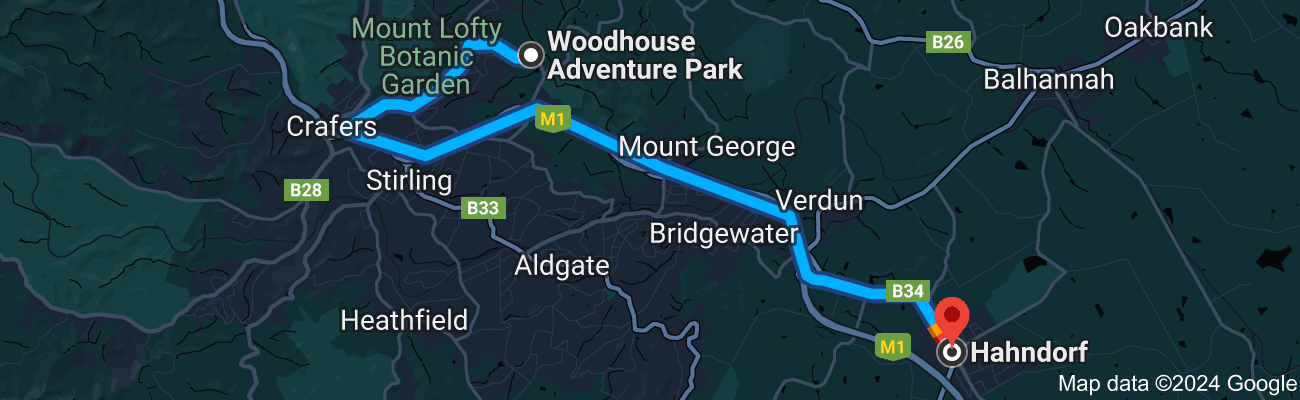 Mount Lofty
Botanic
Garden
Woodhouse
Adventure Park
B26
Oakbank
Balhannah
Crafers
M1
Mount George
Stirling
B28
B33
Verdun
Bridgewater
Aldgate
B34
Heathfield
M1
Hahndorf
Map data ©2024 Google